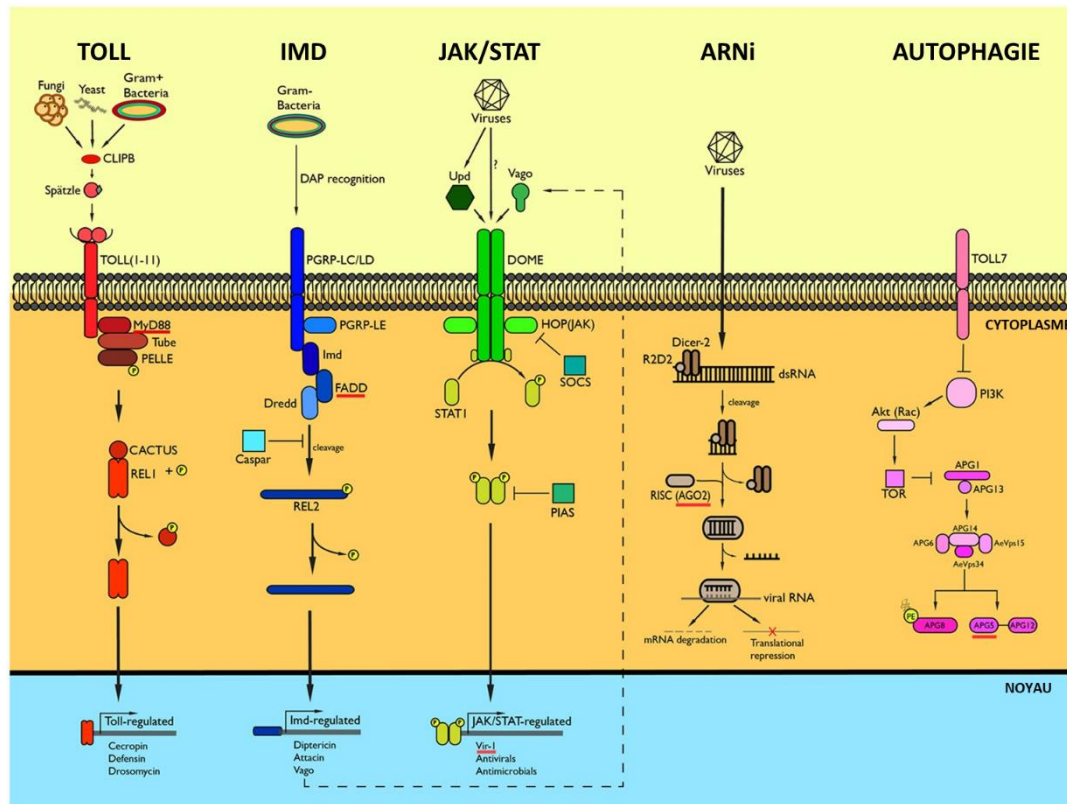 TOLL
Fungi
Yeast
Gram+
Bacteria
CLIPB
Spätzle
TOLL(1-11)
MyD88
Tube
PELLE
P
CACTUS
REL1 + P
P
Toll-regulated
Cecropin
Defensin
Drosomycin
IMD
Gram-
Bacteria
DAP recognition
PGRP-LC/LD
PGRP-LE
Imd
FADD
Dredd
Caspar
cleavage
P
REL2
P
Imd-regulated
Diptericin
Attacin
Vago
JAK/STAT
Viruses
?
Upd
Vago
DOME
HOP(JAK)
SOCS
STAT1
P
P P
PIAS
P P
JAK/STAT-regulated
Vir-1
Antivirals
Antimicrobials
ARNi
Viruses
Dicer-2
R2D2
dsRNA
cleavage
RISC (AGO2)
viral RNA
mRNA degradation
Translational
repression
AUTOPHAGIE
TOLL7
CYTOPLASME
PI3K
Akt (Rac)
TOR
APG1
APG13
APG14
APG6
AeVps15
AeVps34
PE
APG8
APG5
APG12
NOYAU